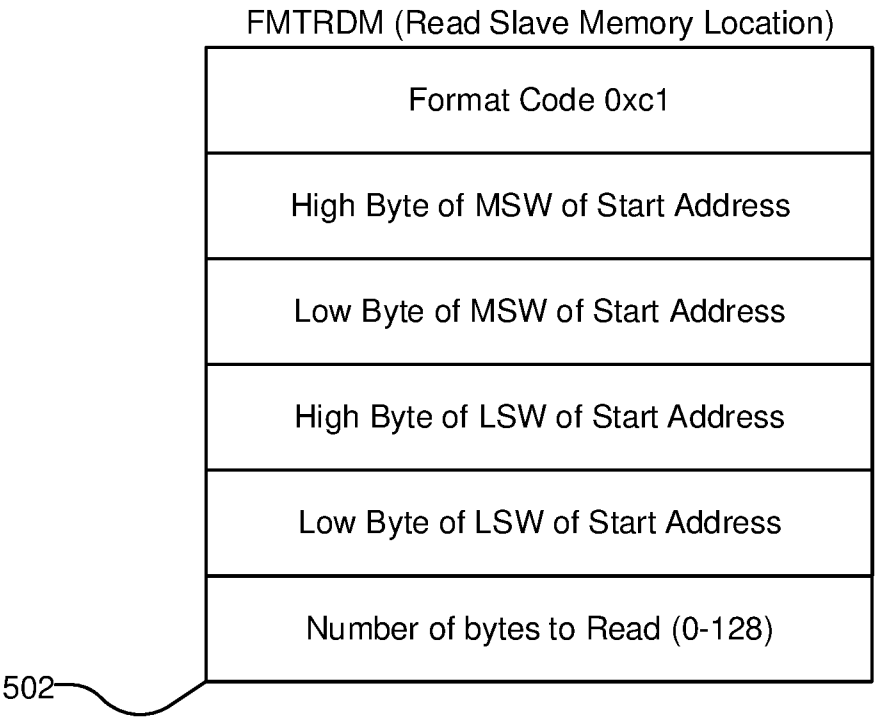 FMTRDM (Read Slave Memory Location)
Format Code 0xc1
High Byte of MSW of Start Address
Low Byte of MSW of Start Address
High Byte of LSW of Start Address
Low Byte of LSW of Start Address
Number of bytes to Read (0-128)
502